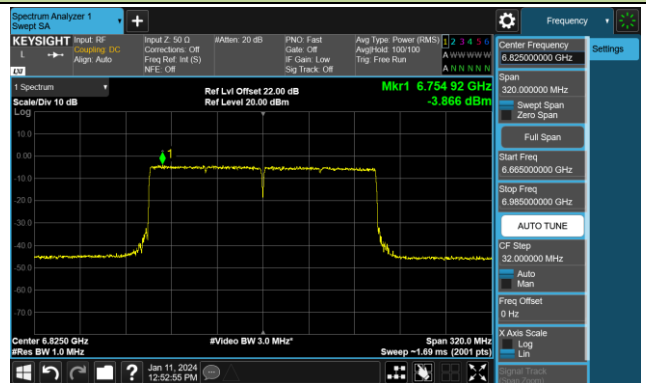 Spectrum Analyzer 1
Swept SA
+
Frequency
KEYSIGHT
L
LXI
Input: RF
Coupling: DC
Align: Auto
Input Z: 50 Ω
Corrections: Off
Freq Ref: Int (S)
NFE: Off
#Atten: 20 dB
PNO: Fast
Gate: Off
IF Gain: Low
Sig Track: Off
Avg Type: Power (RMS)
Avg|Hold: 100/100
Trig: Free Run
1 2 3 4 5 6
A W W W W W
A N N N N N
1 Spectrum
Scale/Div 10 dB
Log
Ref Lvl Offset 22.00 dB
Ref Level 20.00 dBm
Mkr1 6.754 92 GHz
-3.866 dBm
10.0
0.00
-10.0
-20.0
-30.0
-40.0
-50.0
-60.0
-70.0
1
Center 6.8250 GHz
#Res BW 1.0 MHz
#Video BW 3.0 MHz*
Span 320.0 MHz
Sweep ~1.69 ms (2001 pts)
Jan 11, 2024
12:52:55 PM
?
Center Frequency
6.825000000 GHz
Settings
Span
320.000000 MHz
Swept Span
Zero Span
Full Span
Start Freq
6.665000000 GHz
Stop Freq
6.985000000 GHz
AUTO TUNE
CF Step
32.000000 MHz
Auto
Man
Freq Offset
0 Hz
X Axis Scale
Log
Lin
Signal Track
(Span Zoom)